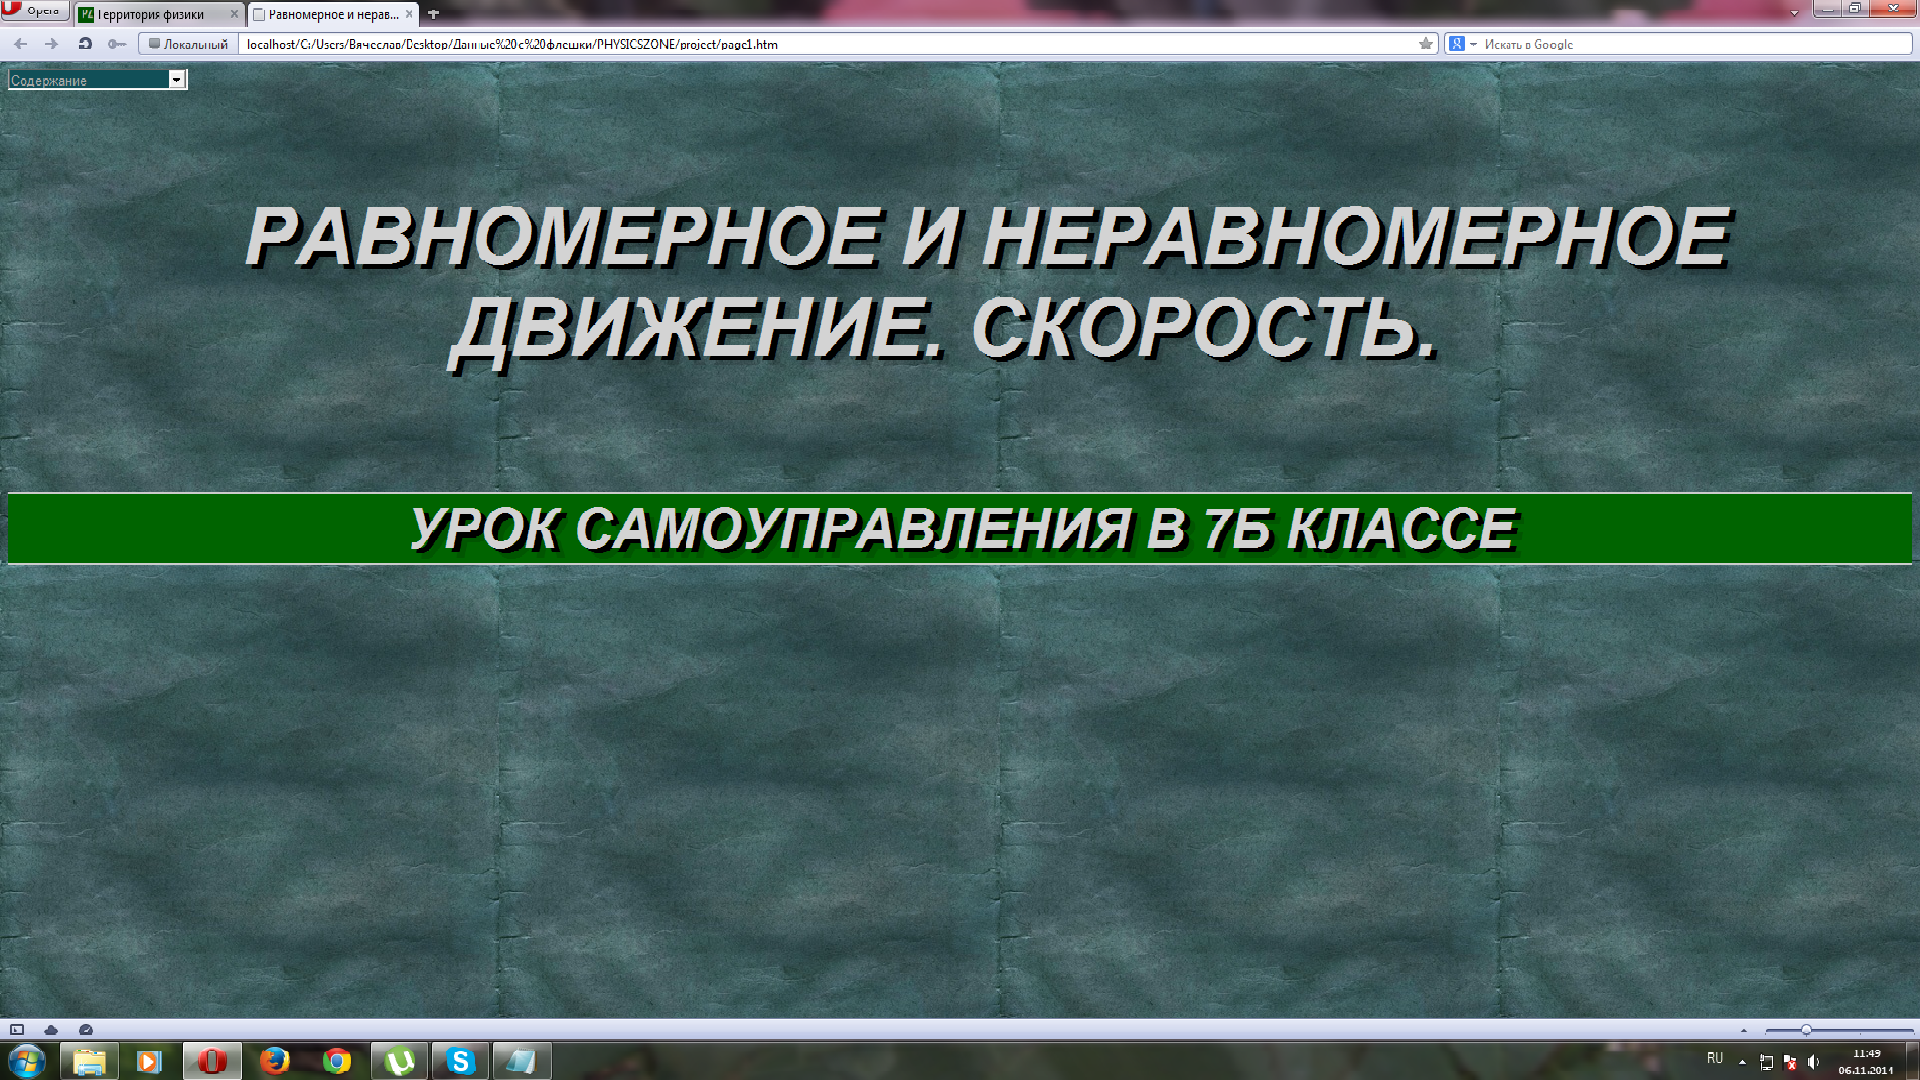 Opera
Территория физики
Равномерное и нерав...
Локальный
localhost/C:/Users/Вячеслав/Desktop/Данные%20с%20флешки/PHYSICSZONE/project/page1.htm
Искать в Google
Содержание
РАВНОМЕРНОЕ И НЕРАВНОМЕРНОЕ
ДВИЖЕНИЕ. СКОРОСТЬ.
УРОК САМОУПРАВЛЕНИЯ В 7Б КЛАССЕ
RU
11:49
06.11.2014